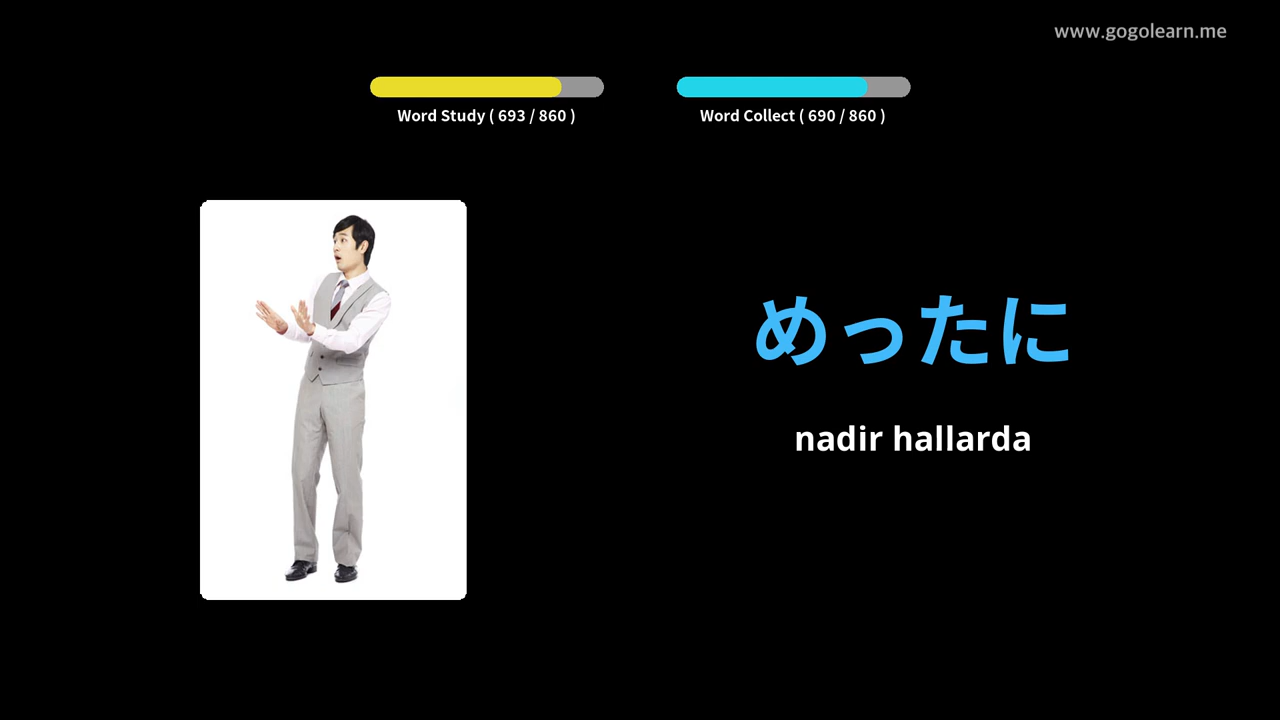 www.gogolearn.me
Word Study ( 693 / 860 )
Word Collect ( 690 / 860 )
めったに
nadir hallarda